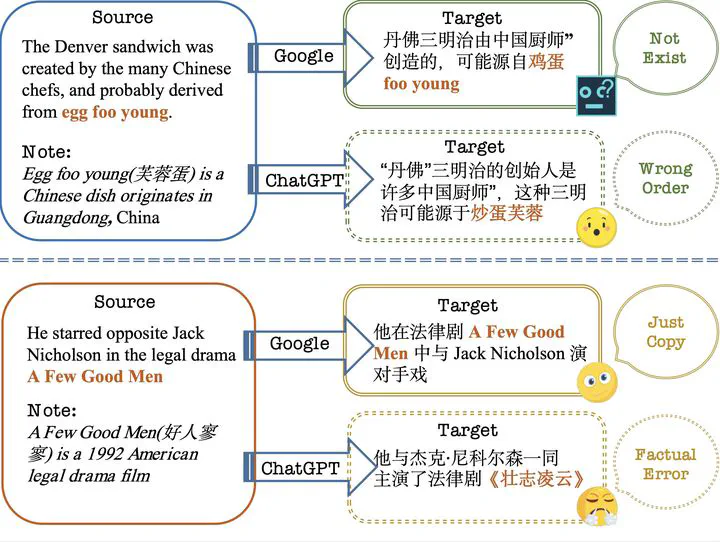 Source
The Denver sandwich was
created by the many Chinese
chefs, and probably derived
from egg foo young.
Note:
Egg foo young(芙蓉蛋) is a
Chinese dish originates in
Guangdong, China
Google
Target
丹佛三明治由中国厨师”
创造的，可能源自鸡蛋
foo young
Not
Exist
ChatGPT
Target
“丹佛”三明治的创始人是
许多中国厨师”，这种三明
治可能源于炒蛋芙蓉
Wrong
Order
Source
He starred opposite Jack
Nicholson in the legal drama
A Few Good Men
Note:
A Few Good Men(好人寥
寥) is a 1992 American
legal drama film
Google
Target
他在法律剧 A Few Good
Men 中与 Jack Nicholson 演
对手戏
Just
Copy
ChatGPT
Target
他与杰克·尼科尔森一同
主演了法律剧《壮志凌云》
Factual
Error